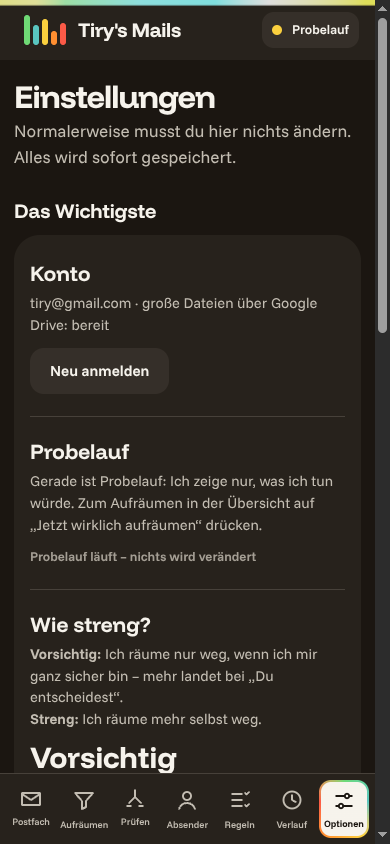 Tiry's Mails
Probelauf
Einstellungen
Normalerweise musst du hier nichts ändern.
Alles wird sofort gespeichert.
Das Wichtigste
Konto
tiry@gmail.com · große Dateien über Google
Drive: bereit
Neu anmelden
Probelauf
Gerade ist Probelauf: Ich zeige nur, was ich tun
würde. Zum Aufräumen in der Übersicht auf
„Jetzt wirklich aufräumen“ drücken.
Probelauf läuft – nichts wird verändert
Wie streng?
Vorsichtig: Ich räume nur weg, wenn ich mir
ganz sicher bin – mehr landet bei „Du
entscheidest“.
Streng: Ich räume mehr selbst weg.
Vorsichtig
Postfach
Aufräumen
Prüfen
Absender
Regeln
Verlauf
Optionen